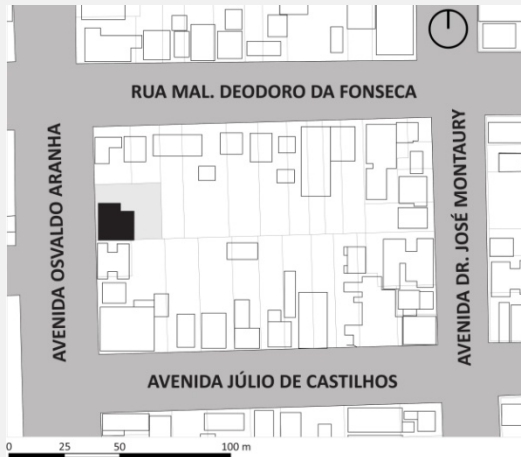 RUA MAL. DEODORO DA FONSECA
AVENIDA OSVALDO ARANHA
AVENIDA DR. JOSÉ MONTAURY
AVENIDA JÚLIO DE CASTILHOS
0 25 50 100 m